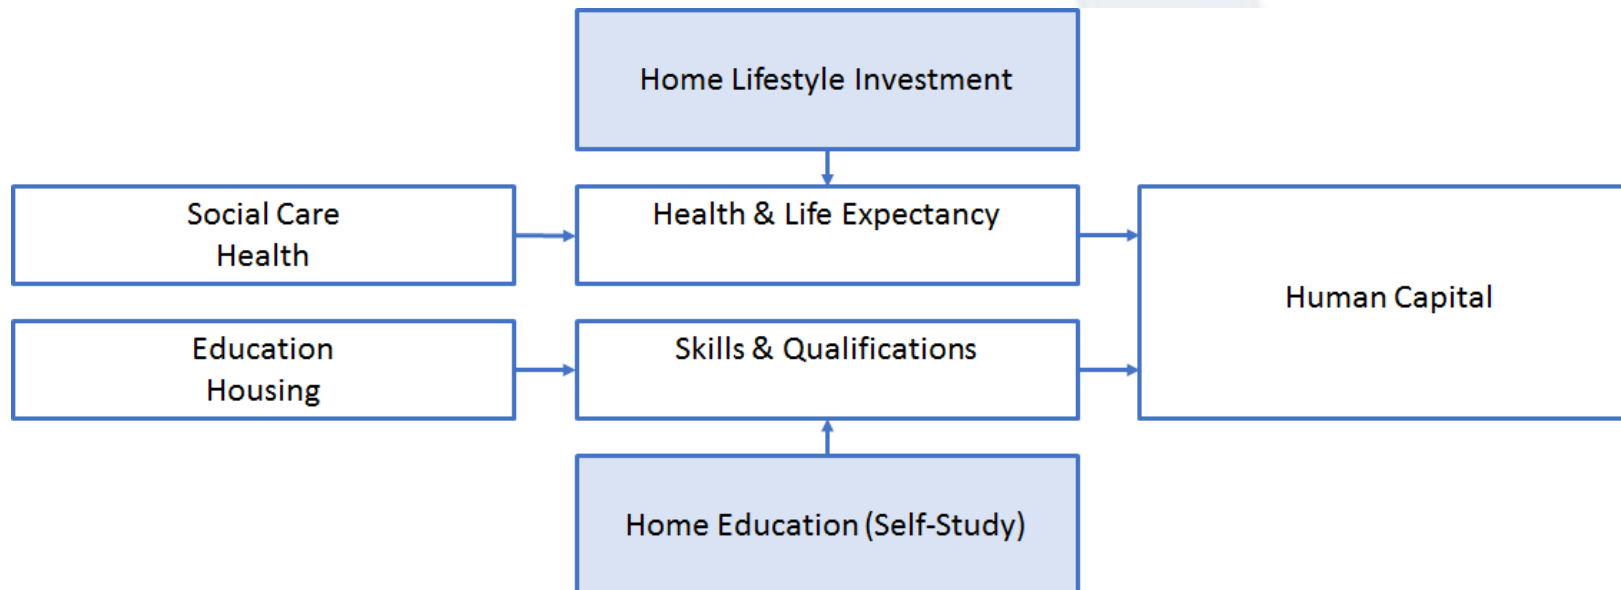 Home Lifestyle Investment
Social Care
Health
Health & Life Expectancy
Human Capital
Education
Housing
Skills & Qualifications
Home Education (Self-Study)